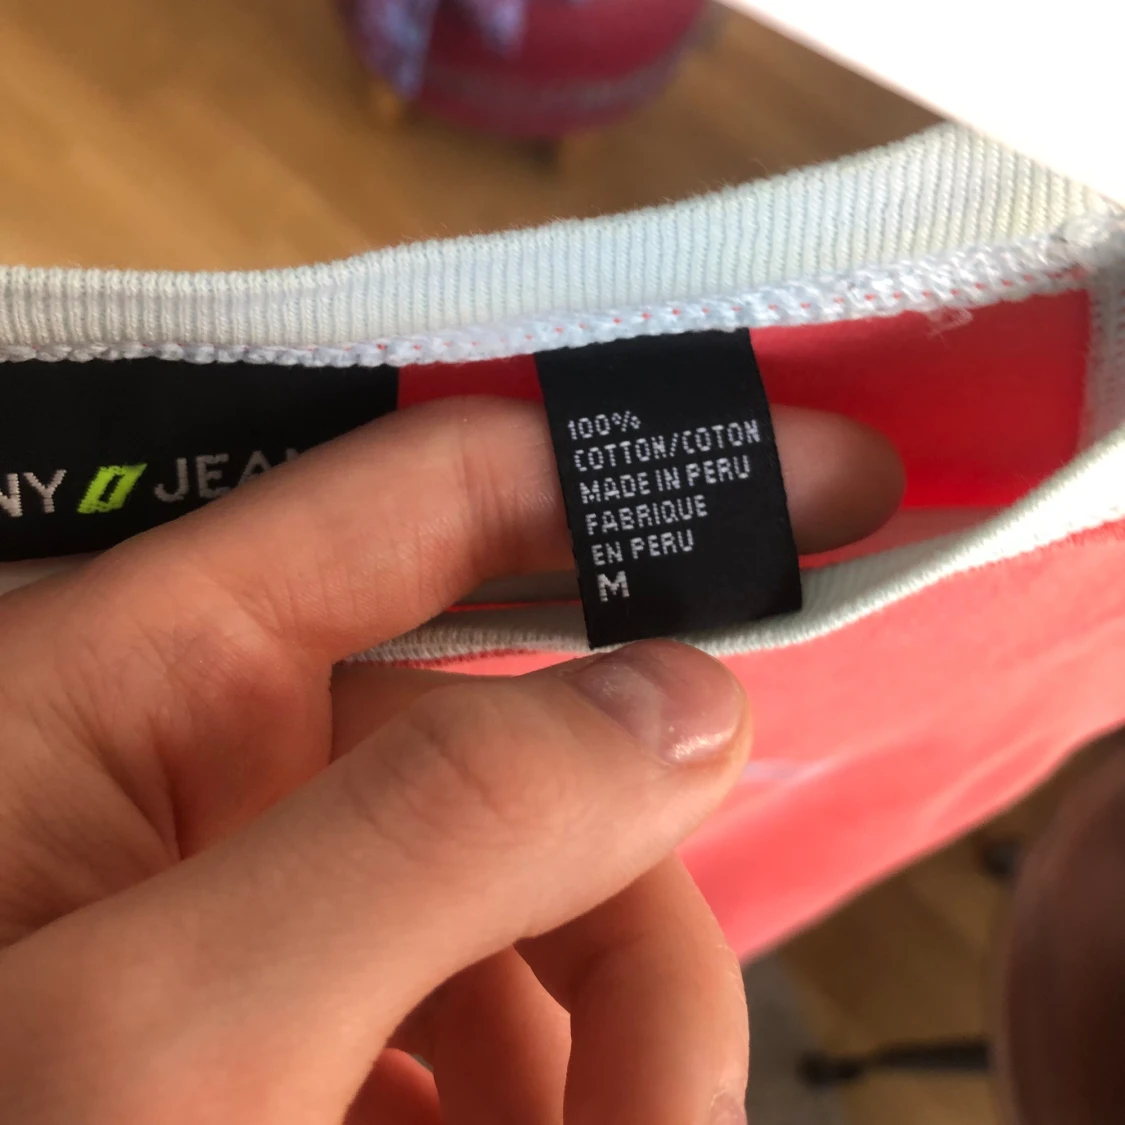 NY JEA
100%
COTTON/COTON
MADE IN PERU
FABRIQUE
EN PERU
M